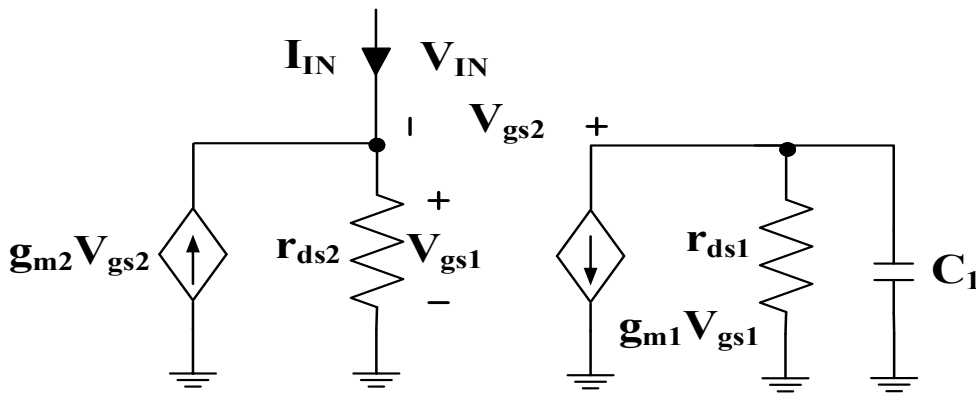 I_IN V_IN
− V_gs2 +
g_m2V_gs2 r_ds2 + V_gs1 −
g_m1V_gs1 r_ds1 C_1